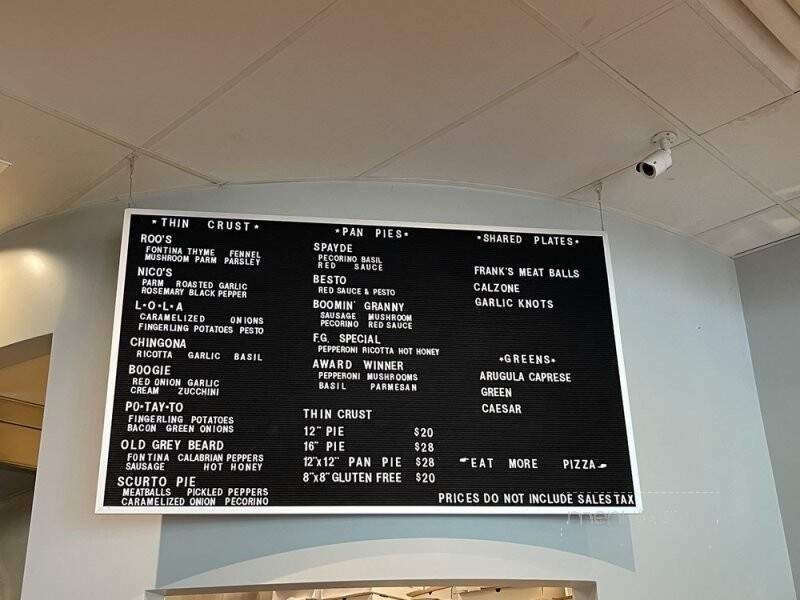 *THIN CRUST*
ROO'S
FONTINA THYME FENNEL
MUSHROOM PARM PARSLEY
NICO'S
PARM ROASTED GARLIC
ROSEMARY BLACK PEPPER
L•O•L•A
CARAMELIZED ONIONS
FINGERLING POTATOES PESTO
CHINGONA
RICOTTA GARLIC BASIL
BOOGIE
RED ONION GARLIC
CREAM ZUCCHINI
PO-TAY-TO
FINGERLING POTATOES
BACON GREEN ONIONS
OLD GREY BEARD
FONTINA CALABRIAN PEPPERS
SAUSAGE HOT HONEY
SCURTO PIE
MEATBALLS PICKLED PEPPERS
CARAMELIZED ONION PECORINO
*PAN PIES*
SPAYDE
PECORINO BASIL
RED SAUCE
BESTO
RED SAUCE & PESTO
BOOMIN' GRANNY
SAUSAGE MUSHROOM
PECORINO RED SAUCE
F.G. SPECIAL
PEPPERONI RICOTTA HOT HONEY
AWARD WINNER
PEPPERONI MUSHROOMS
BASIL PARMESAN
THIN CRUST
12" PIE $20
16" PIE $28
12"x12" PAN PIE $28
8"x8" GLUTEN FREE $20
*SHARED PLATES*
FRANK'S MEAT BALLS
CALZONE
GARLIC KNOTS
*GREENS*
ARUGULA CAPRESE
GREEN
CAESAR
EAT MORE PIZZA
PRICES DO NOT INCLUDE SALES TAX